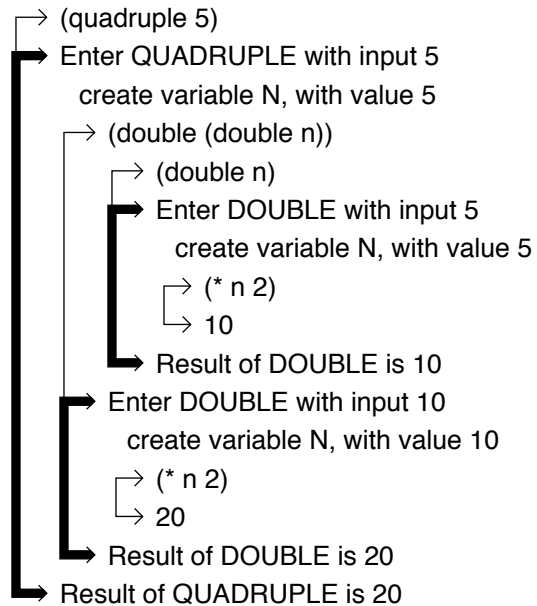 (quadruple 5)
Enter QUADRUPLE with input 5
create variable N, with value 5
(double (double n))
(double n)
Enter DOUBLE with input 5
create variable N, with value 5
(* n 2)
10
Result of DOUBLE is 10
Enter DOUBLE with input 10
create variable N, with value 10
(* n 2)
20
Result of DOUBLE is 20
Result of QUADRUPLE is 20